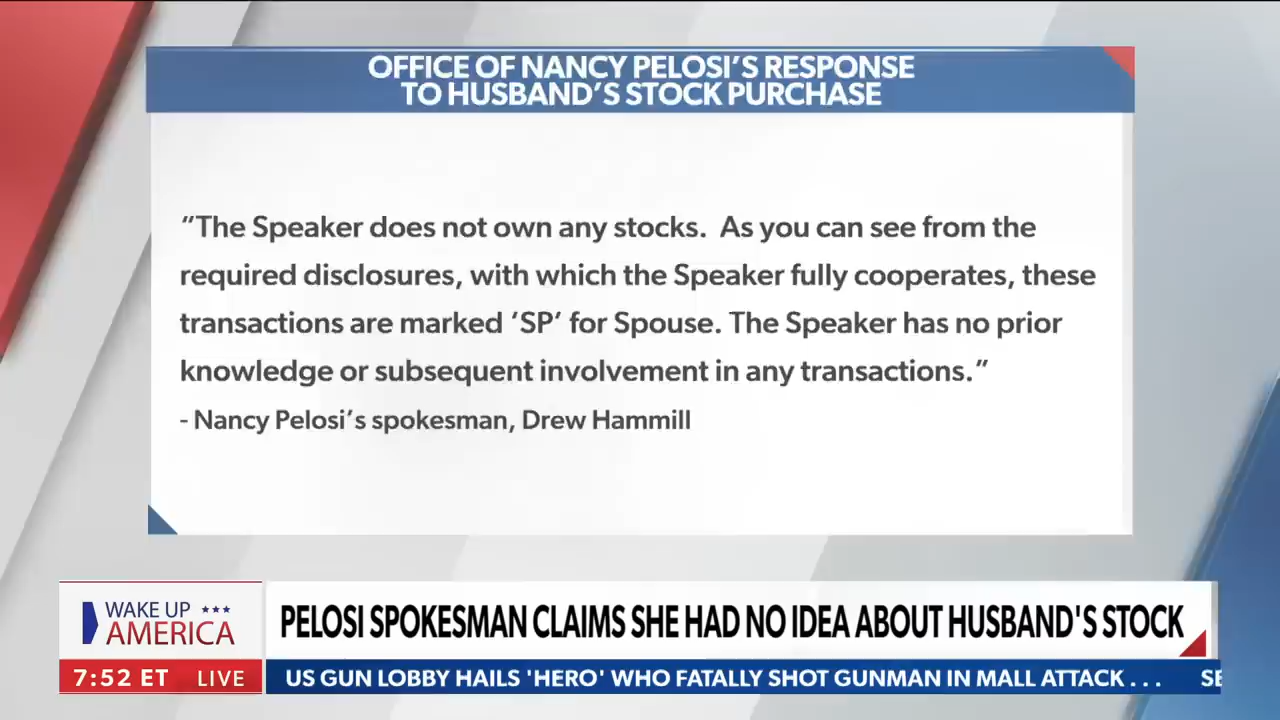 OFFICE OF NANCY PELOSI’S RESPONSE
TO HUSBAND’S STOCK PURCHASE
“The Speaker does not own any stocks.  As you can see from the
required disclosures, with which the Speaker fully cooperates, these
transactions are marked ‘SP’ for Spouse. The Speaker has no prior
knowledge or subsequent involvement in any transactions.”
- Nancy Pelosi’s spokesman, Drew Hammill
WAKE UP
AMERICA
PELOSI SPOKESMAN CLAIMS SHE HAD NO IDEA ABOUT HUSBAND'S STOCK
7:52 ET LIVE
US GUN LOBBY HAILS 'HERO' WHO FATALLY SHOT GUNMAN IN MALL ATTACK . . .